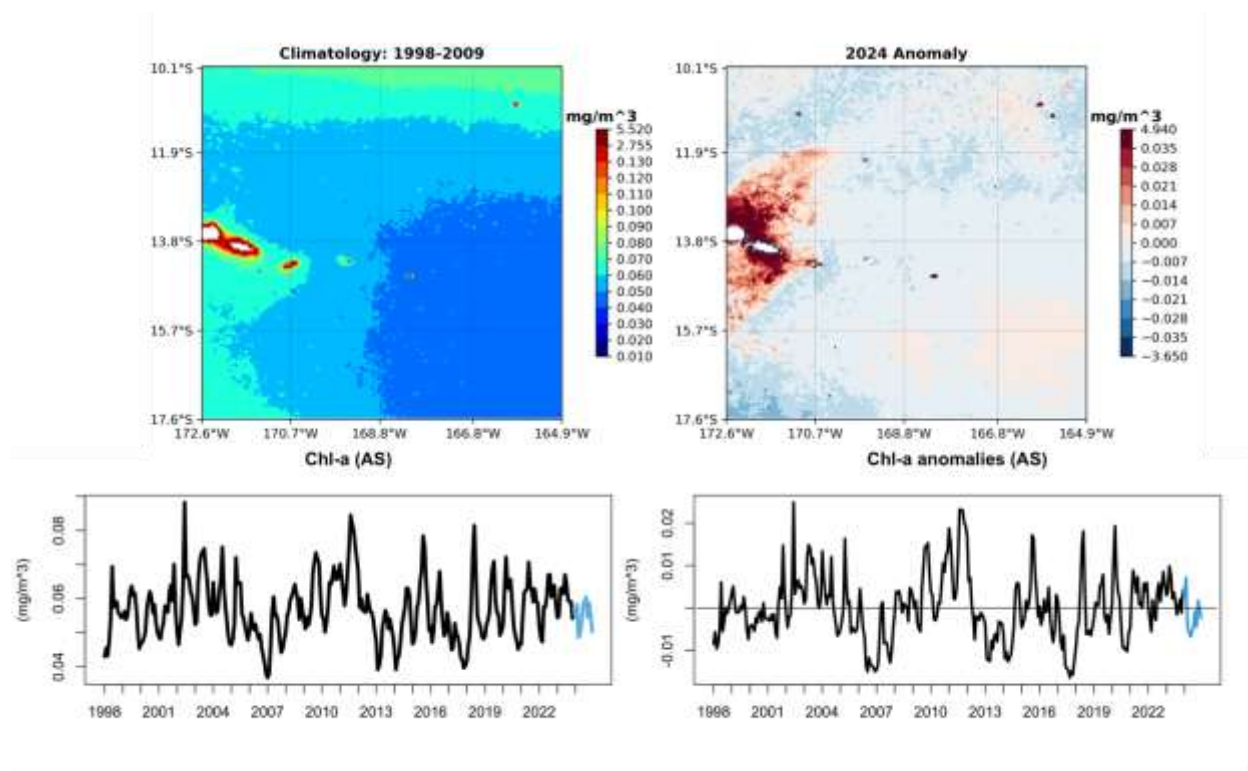 Climatology: 1998-2009
10.1°S
11.9°S
13.8°S
15.7°S
17.6°S
172.6°W 170.7°W 168.8°W 166.8°W 164.9°W
mg/m^3
5.520
2.755
0.130
0.120
0.110
0.100
0.090
0.080
0.070
0.060
0.050
0.040
0.030
0.020
0.010
2024 Anomaly
10.1°S
11.9°S
13.8°S
15.7°S
17.6°S
172.6°W 170.7°W 168.8°W 166.8°W 164.9°W
mg/m^3
4.940
0.035
0.028
0.021
0.014
0.007
0.000
−0.007
−0.014
−0.021
−0.028
−0.035
−3.650
Chl-a (AS)
(mg/m^3)
0.08
0.06
0.04
1998 2001 2004 2007 2010 2013 2016 2019 2022
Chl-a anomalies (AS)
(mg/m^3)
0.02
0.01
-0.01
1998 2001 2004 2007 2010 2013 2016 2019 2022